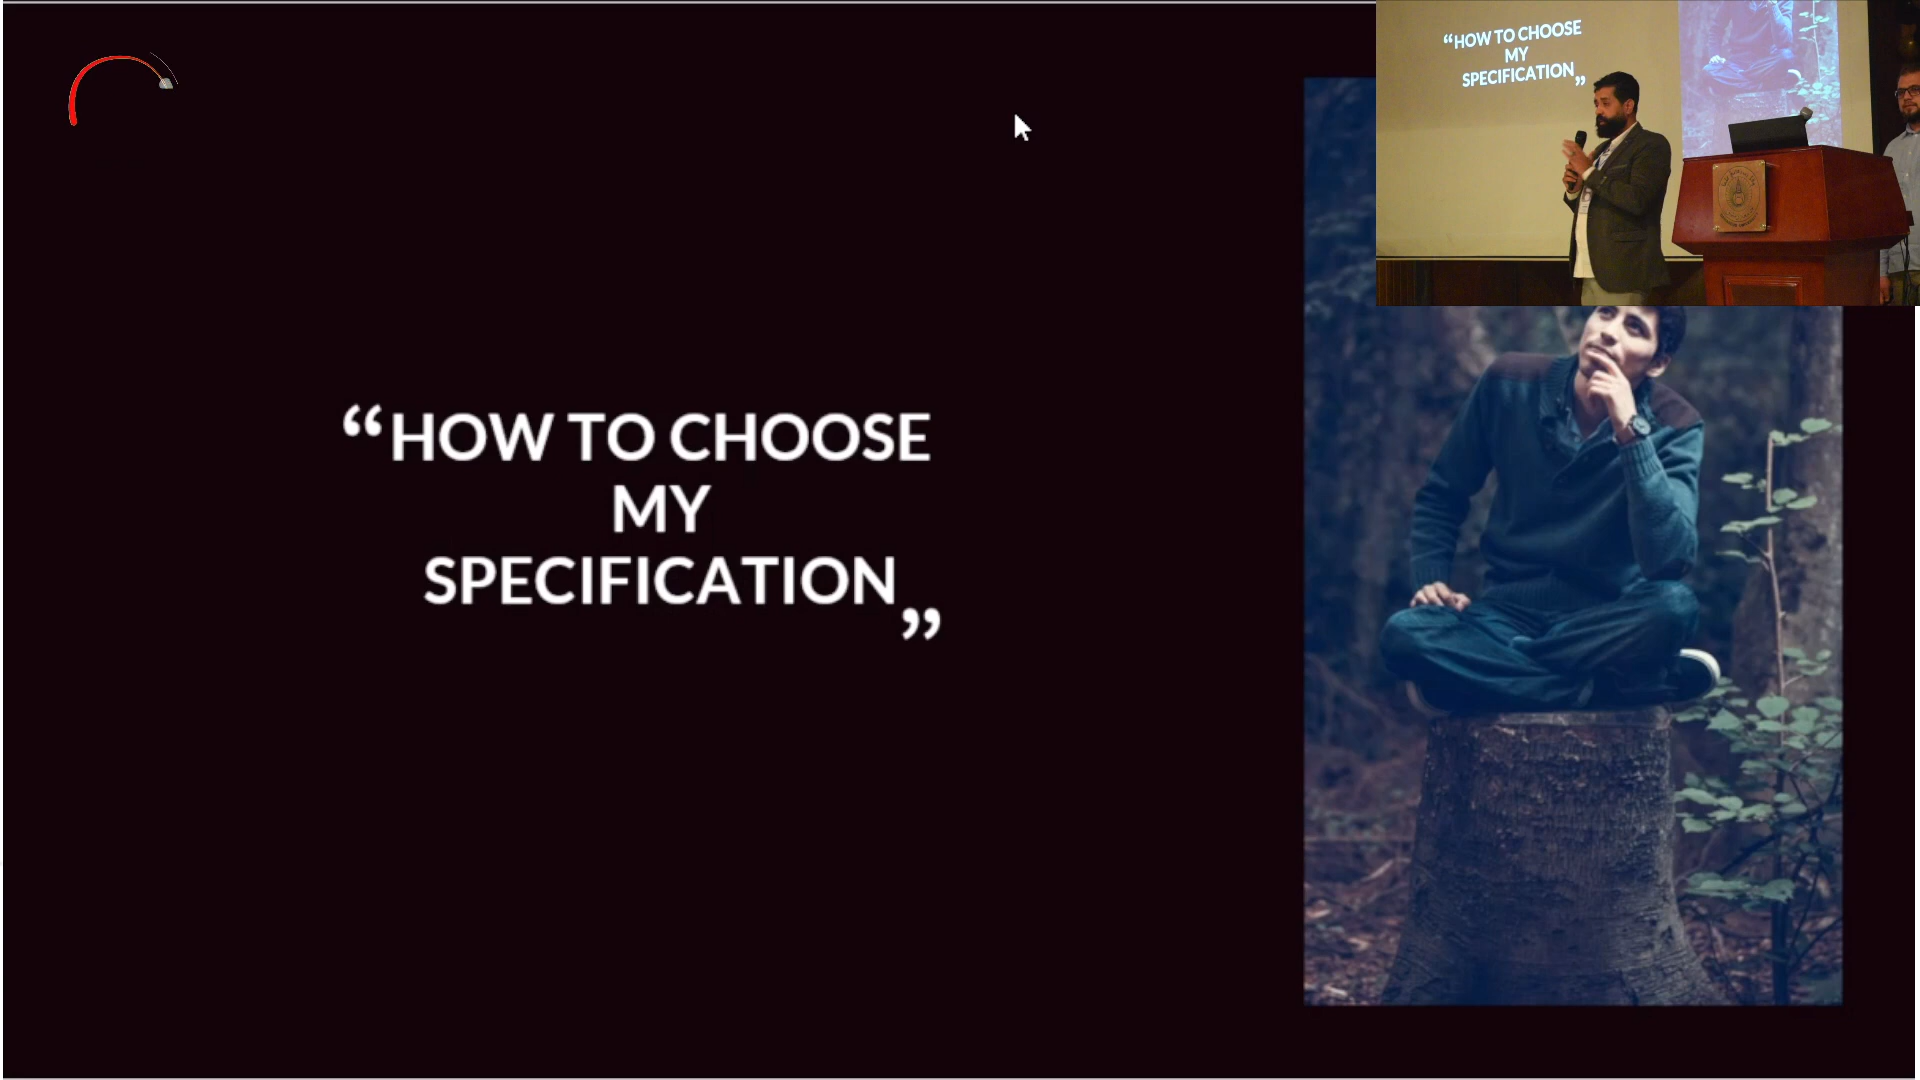 “HOW TO CHOOSE
MY
SPECIFICATION„
“HOW TO CHOOSE
MY
SPECIFICATION„